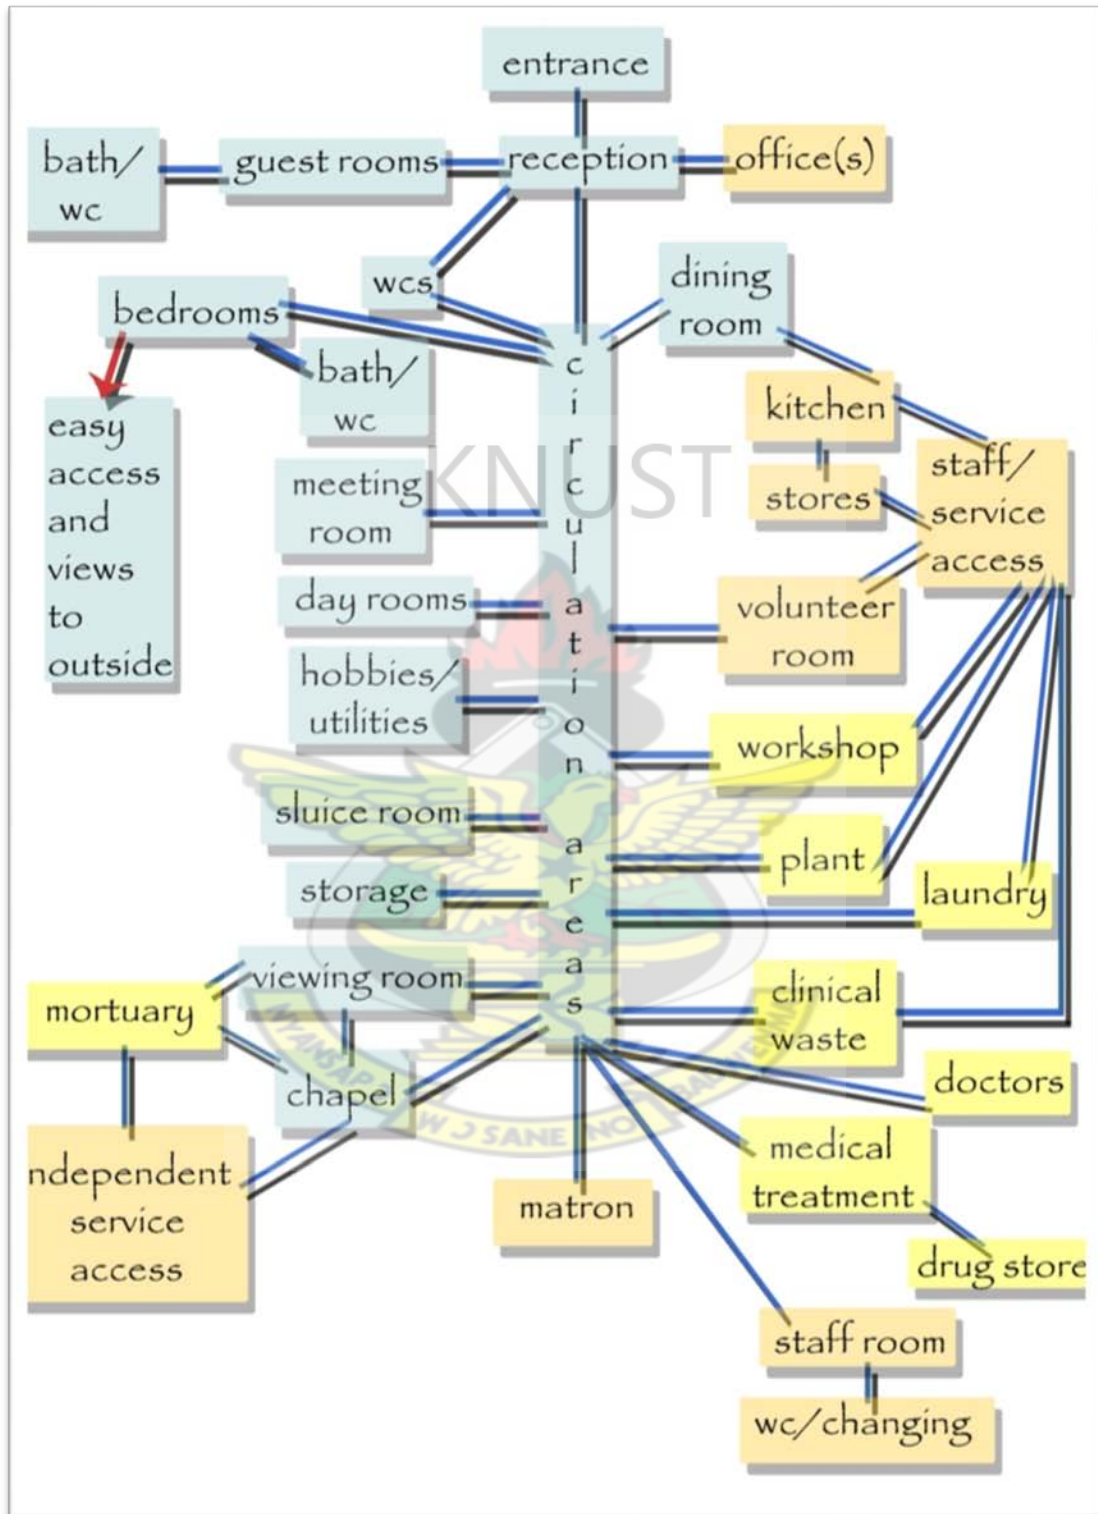 entrance
bath/
wc
guest rooms
reception
office(s)
wcs
dining
room
bedrooms
bath/
wc
easy
access
and
views
to
outside
circulation areas
kitchen
stores
staff/
service
access
KNUST
meeting
room
day rooms
volunteer
room
hobbies/
utilities
workshop
sluice room
plant
storage
laundry
viewing room
mortuary
clinical
waste
chapel
doctors
medical
treatment
ndependent
service
access
matron
drug store
staff room
wc/changing
WƆ SANE NO